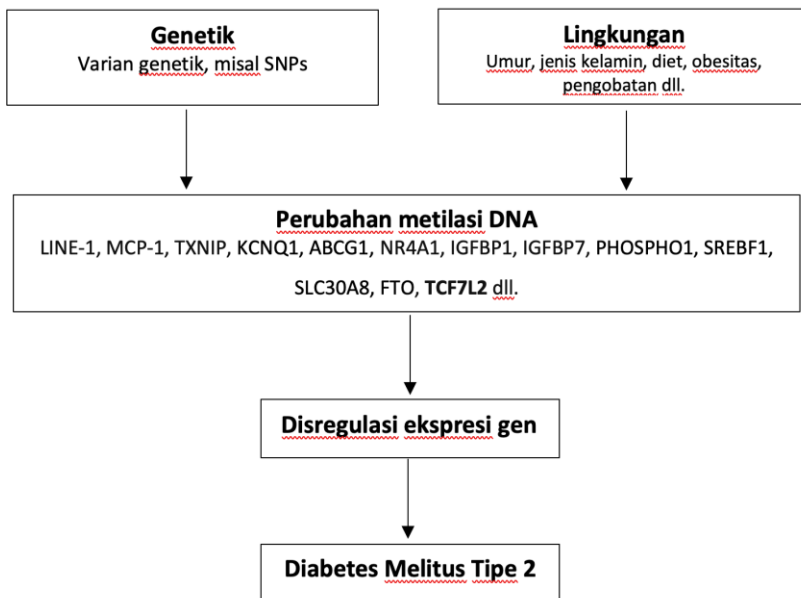 Genetik
Varian genetik, misal SNPs
Lingkungan
Umur, jenis kelamin, diet, obesitas,
pengobatan dll.
Perubahan metilasi DNA
LINE-1, MCP-1, TXNIP, KCNQ1, ABCG1, NR4A1, IGFBP1, IGFBP7, PHOSPHO1, SREBF1,
SLC30A8, FTO, TCF7L2 dll.
Disregulasi ekspresi gen
Diabetes Melitus Tipe 2